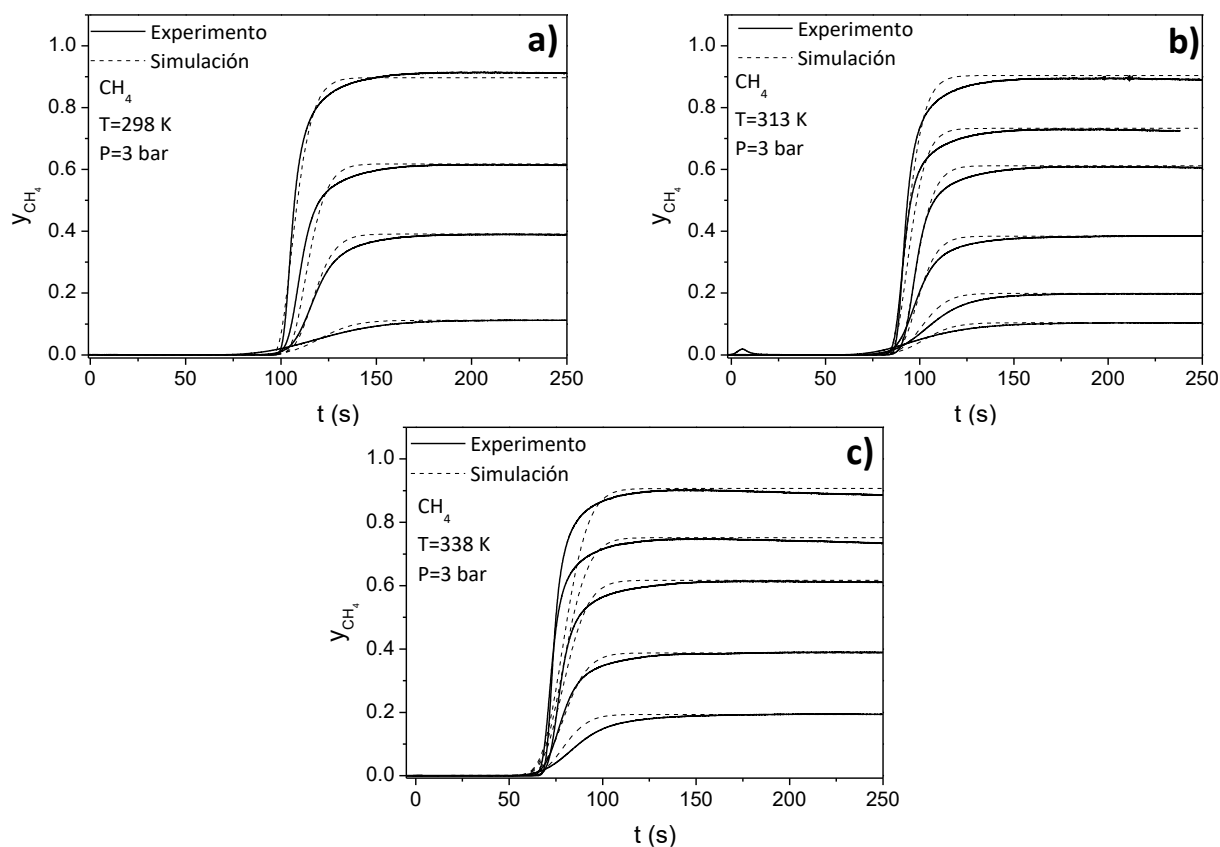 a)
Experimento
Simulación
CH4
T=298 K
P=3 bar
1.0
0.8
0.6
0.4
0.2
0.0
yCH4
0 50 100 150 200 250
t (s)
b)
Experimento
Simulación
CH4
T=313 K
P=3 bar
1.0
0.8
0.6
0.4
0.2
0.0
yCH4
0 50 100 150 200 250
t (s)
c)
Experimento
Simulación
CH4
T=338 K
P=3 bar
1.0
0.8
0.6
0.4
0.2
0.0
yCH4
0 50 100 150 200 250
t (s)